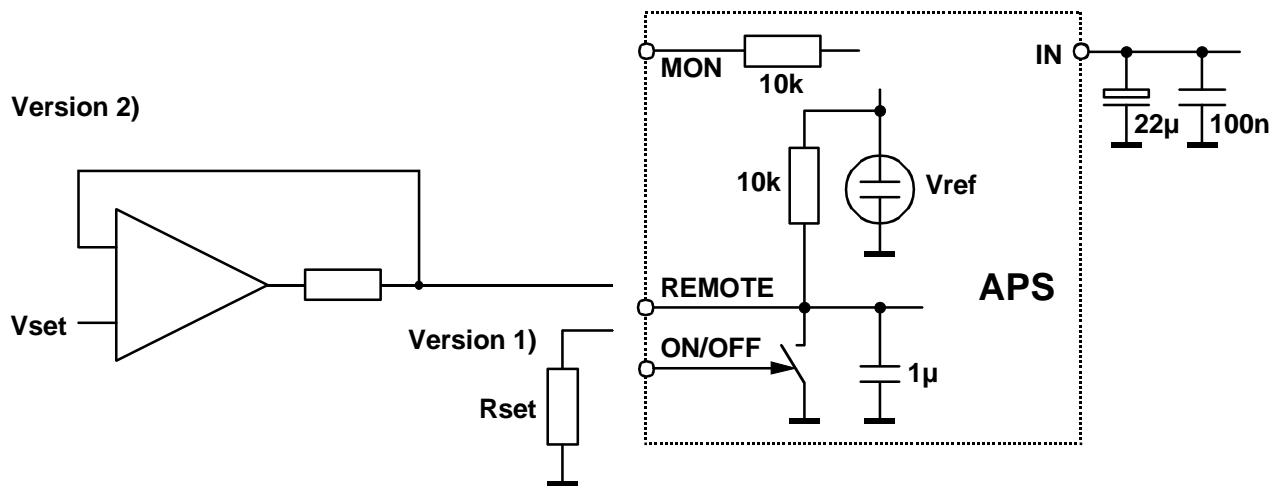 MON
10k
IN
Version 2)
22µ
100n
10k
Vref
REMOTE
APS
Vset
Version 1)
ON/OFF
1µ
Rset